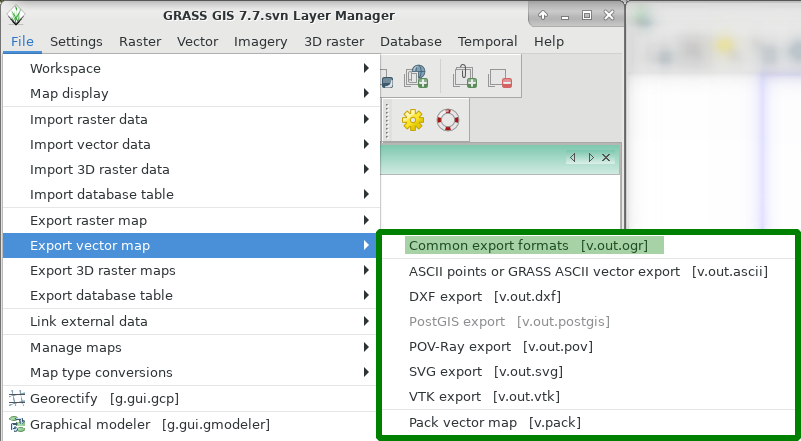 GRASS GIS 7.7.svn Layer Manager
File Settings Raster Vector Imagery 3D raster Database Temporal Help
Workspace
Map display
Import raster data
Import vector data
Import 3D raster data
Import database table
Export raster map
Export vector map
Export 3D raster maps
Export database table
Link external data
Manage maps
Map type conversions
Georectify [g.gui.gcp]
Graphical modeler [g.gui.gmodeler]
Common export formats [v.out.ogr]
ASCII points or GRASS ASCII vector export [v.out.ascii]
DXF export [v.out.dxf]
PostGIS export [v.out.postgis]
POV-Ray export [v.out.pov]
SVG export [v.out.svg]
VTK export [v.out.vtk]
Pack vector map [v.pack]